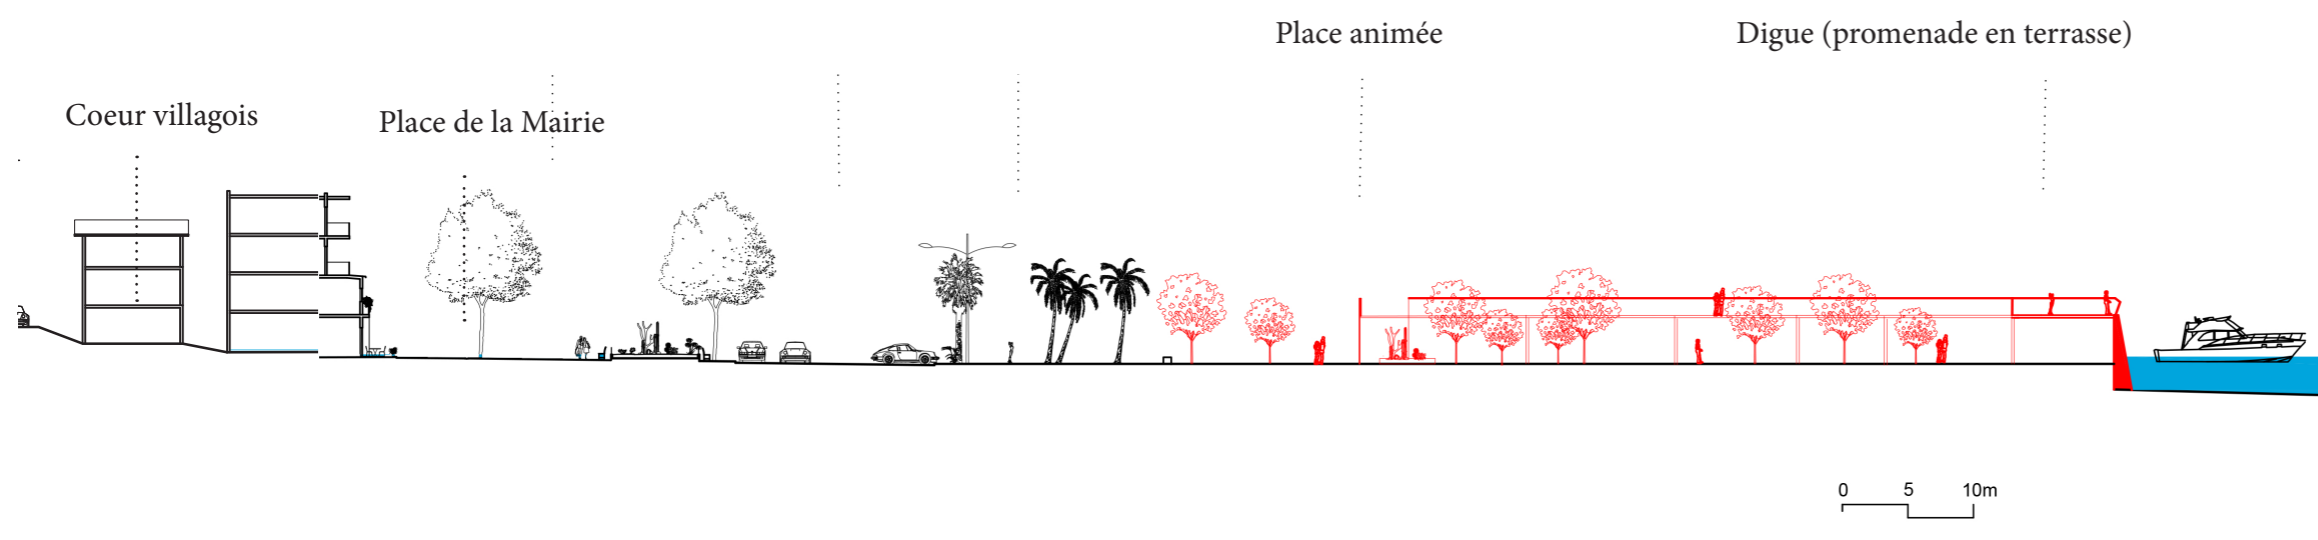 Place animée
Digue (promenade en terrasse)
Coeur villagois
Place de la Mairie
0 5 10m